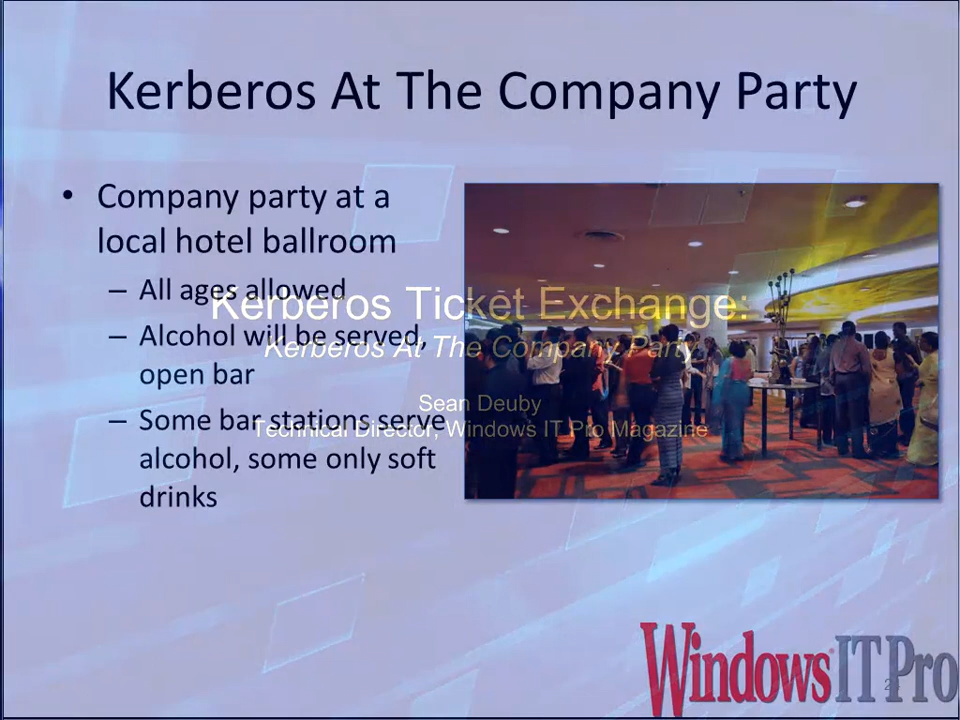 Kerberos At The Company Party
• Company party at a
local hotel ballroom
– All ages allowed
– Alcohol will be served,
open bar
– Some bar stations serve
alcohol, some only soft
drinks
Kerberos Ticket Exchange:
Kerberos At The Company Party
Sean Deuby
Technical Director, Windows IT Pro Magazine
Windows IT Pro